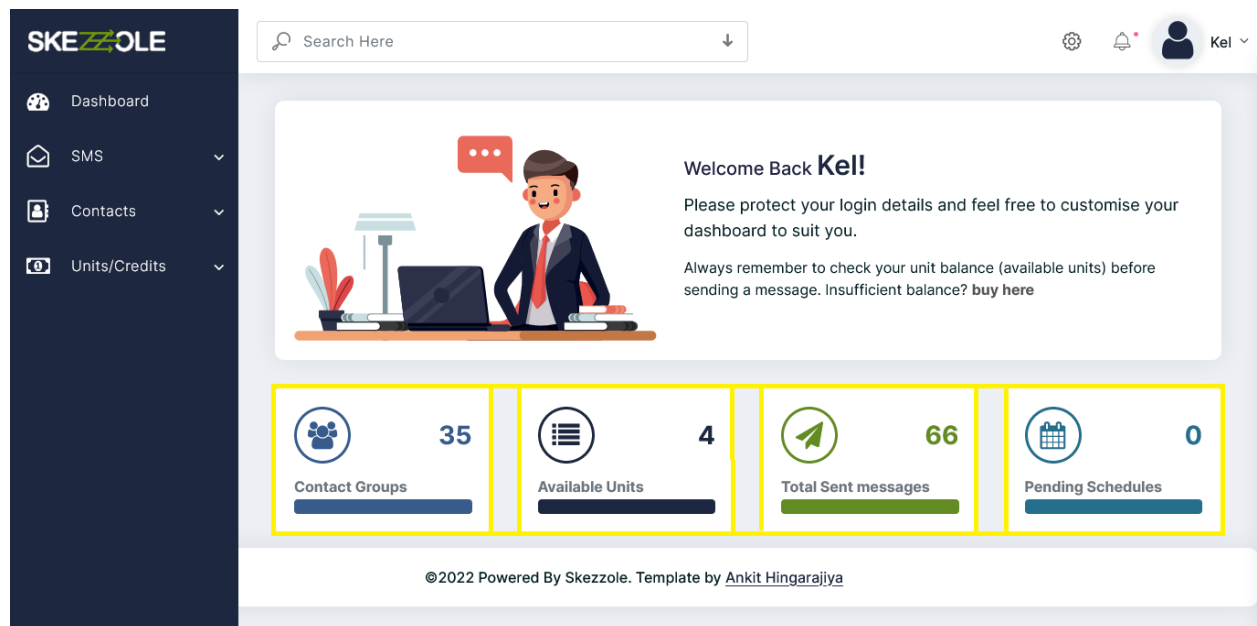 SKEZZOLE
Search Here
Kel
Dashboard
SMS
Contacts
Units/Credits
Welcome Back Kel!
Please protect your login details and feel free to customise your
dashboard to suit you.
Always remember to check your unit balance (available units) before
sending a message. Insufficient balance? buy here
35
Contact Groups
4
Available Units
66
Total Sent messages
0
Pending Schedules
©2022 Powered By Skezzole. Template by Ankit Hingarajiya